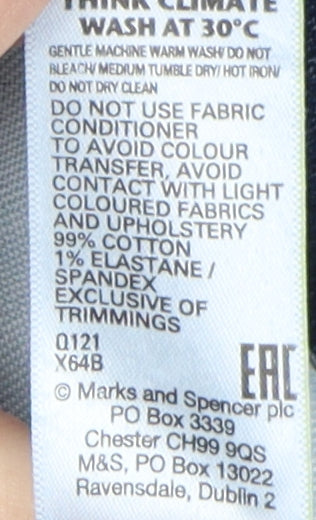 THINK CLIMATE
WASH AT 30°C
GENTLE MACHINE WARM WASH/ DO NOT
BLEACH/ MEDIUM TUMBLE DRY/ HOT IRON/
DO NOT DRY CLEAN
DO NOT USE FABRIC
CONDITIONER
TO AVOID COLOUR
TRANSFER, AVOID
CONTACT WITH LIGHT
COLOURED FABRICS
AND UPHOLSTERY
99% COTTON
1% ELASTANE /
SPANDEX
EXCLUSIVE OF
TRIMMINGS
Q121
X64B
EAC
© Marks and Spencer plc
PO Box 3339
Chester CH99 9QS
M&S, PO Box 13022
Ravensdale, Dublin 2